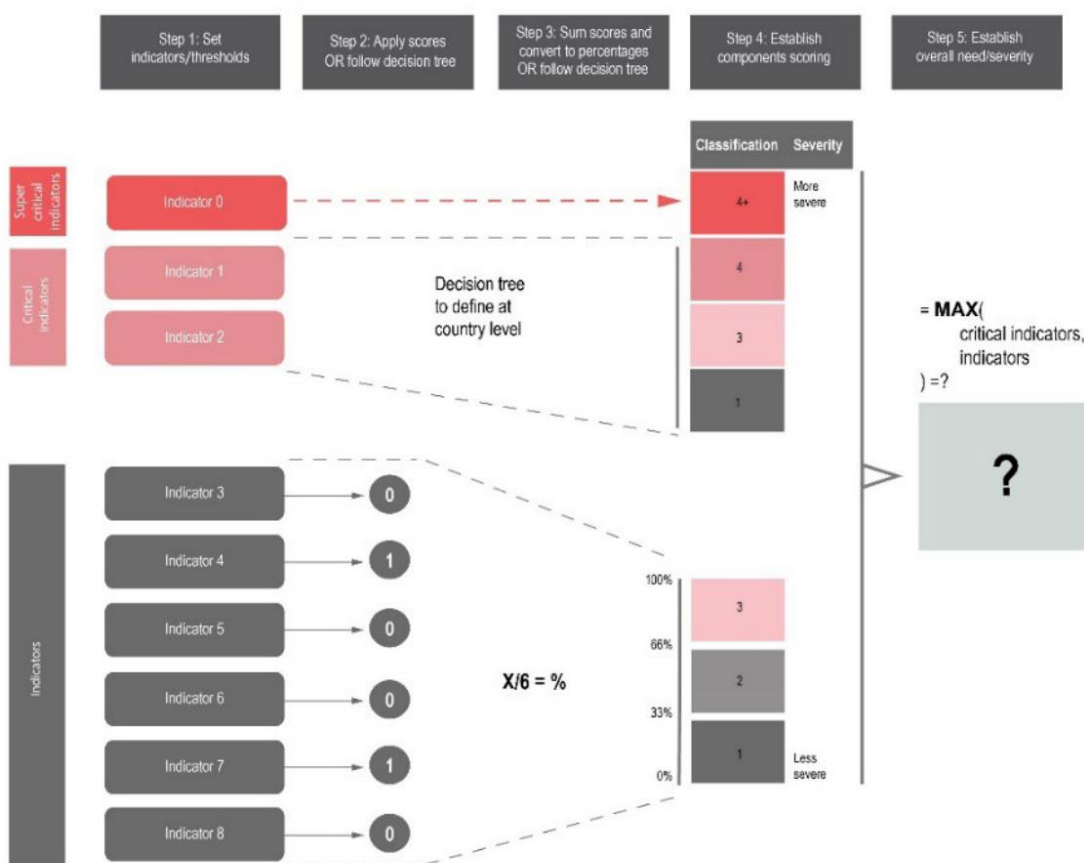 Step 1: Set
indicators/thresholds
Step 2: Apply scores
OR follow decision tree
Step 3: Sum scores and
convert to percentages
OR follow decision tree
Step 4: Establish
components scoring
Step 5: Establish
overall need/severity
Classification Severity
Super
critical
indicators
Indicator 0
4+
More
severe
Critical
indicators
Indicator 1
Indicator 2
Decision tree
to define at
country level
4
3
1
= MAX(
critical indicators,
indicators
) =?
?
Indicators
Indicator 3
0
Indicator 4
1
Indicator 5
0
Indicator 6
0
Indicator 7
1
Indicator 8
0
X/6 = %
100%
3
66%
2
33%
1
0%
Less
severe